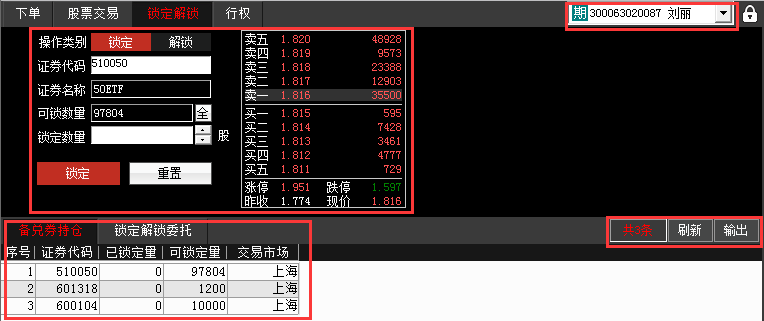 下单 股票交易 锁定解锁 行权 期 300063020087 刘丽
操作类别 锁定 解锁
证券代码 510050
证券名称 50ETF
可锁数量 97804 全
锁定数量 股
锁定 重置
卖五 1.820 48928
卖四 1.819 9573
卖三 1.818 23388
卖二 1.817 12903
卖一 1.816 35500
买一 1.815 595
买二 1.814 7428
买三 1.813 3461
买四 1.812 4777
买五 1.811 729
涨停 1.951 跌停 1.597
昨收 1.774 现价 1.816
备兑券持仓 锁定解锁委托 共3条 刷新 输出
序号 证券代码 已锁定量 可锁定量 交易市场
1 510050 0 97804 上海
2 601318 0 1200 上海
3 600104 0 10000 上海